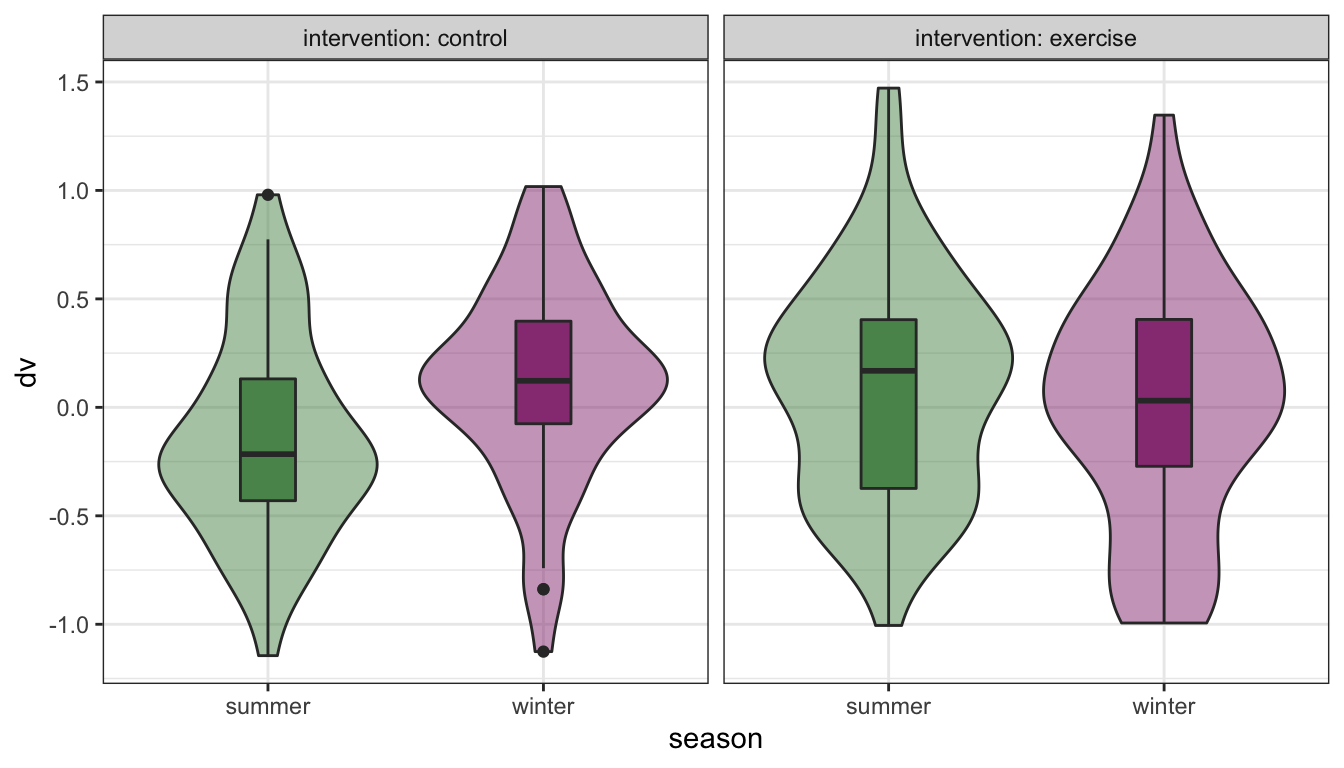 intervention: control
intervention: exercise
dv
1.5
1.0
0.5
0.0
-0.5
-1.0
summer
winter
summer
winter
season